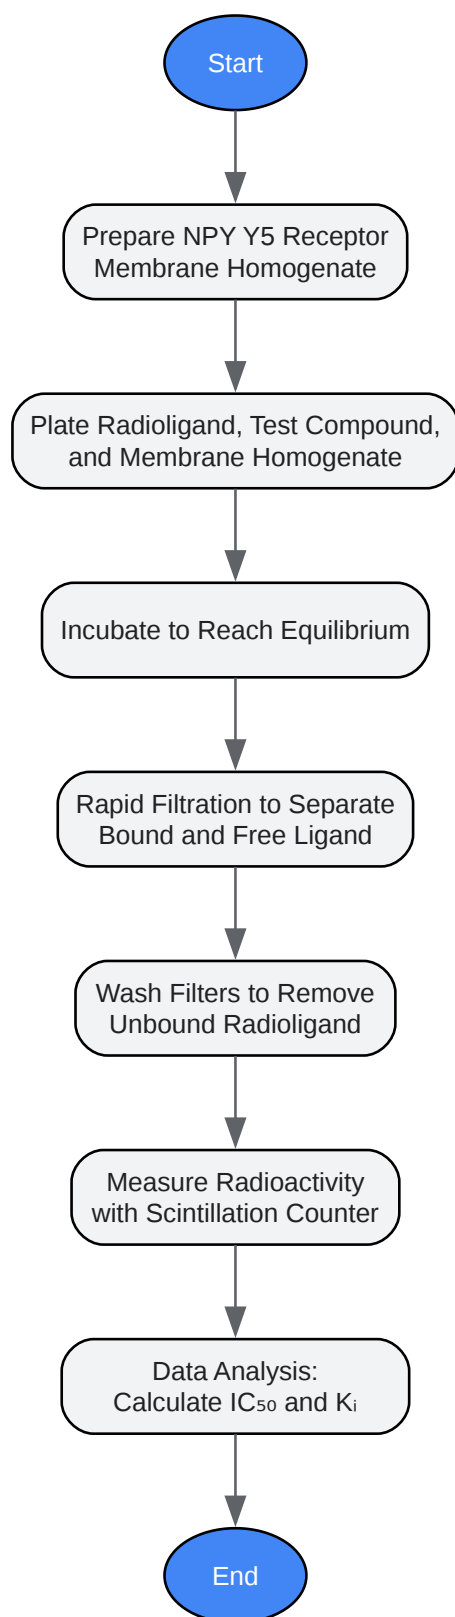 Start
Prepare NPY Y5 Receptor
Membrane Homogenate
Plate Radioligand, Test Compound,
and Membrane Homogenate
Incubate to Reach Equilibrium
Rapid Filtration to Separate
Bound and Free Ligand
Wash Filters to Remove
Unbound Radioligand
Measure Radioactivity
with Scintillation Counter
Data Analysis:
Calculate IC₅₀ and Kᵢ
End